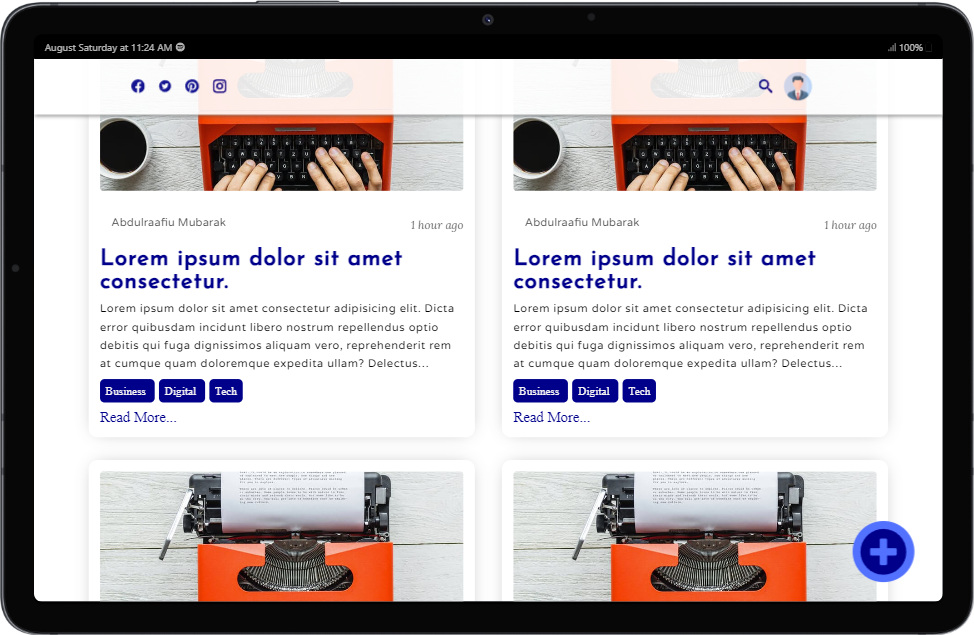 August Saturday at 11:24 AM
100%
Abdulraafiu Mubarak
1 hour ago
Lorem ipsum dolor sit amet
consectetur.
Lorem ipsum dolor sit amet consectetur adipisicing elit. Dicta
error quibusdam incidunt libero nostrum repellendus optio
debitis qui fuga dignissimos aliquam vero, reprehenderit rem
at cumque quam doloremque expedita ullam? Delectus...
Business Digital Tech
Read More...
Abdulraafiu Mubarak
1 hour ago
Lorem ipsum dolor sit amet
consectetur.
Lorem ipsum dolor sit amet consectetur adipisicing elit. Dicta
error quibusdam incidunt libero nostrum repellendus optio
debitis qui fuga dignissimos aliquam vero, reprehenderit rem
at cumque quam doloremque expedita ullam? Delectus...
Business Digital Tech
Read More...